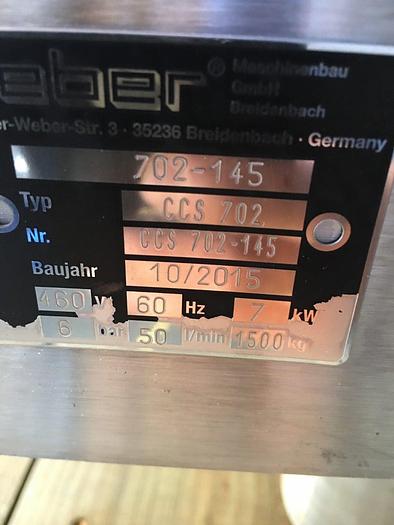 eber ® Maschinenbau
GmbH
Breidenbach
er-Weber-Str. 3 · 35236 Breidenbach · Germany
702-145
Typ CCS 702
Nr. CCS 702-145
Baujahr 10/2015
460 V 60 Hz 7 kW
6 bar 50 l/min 1500 kg